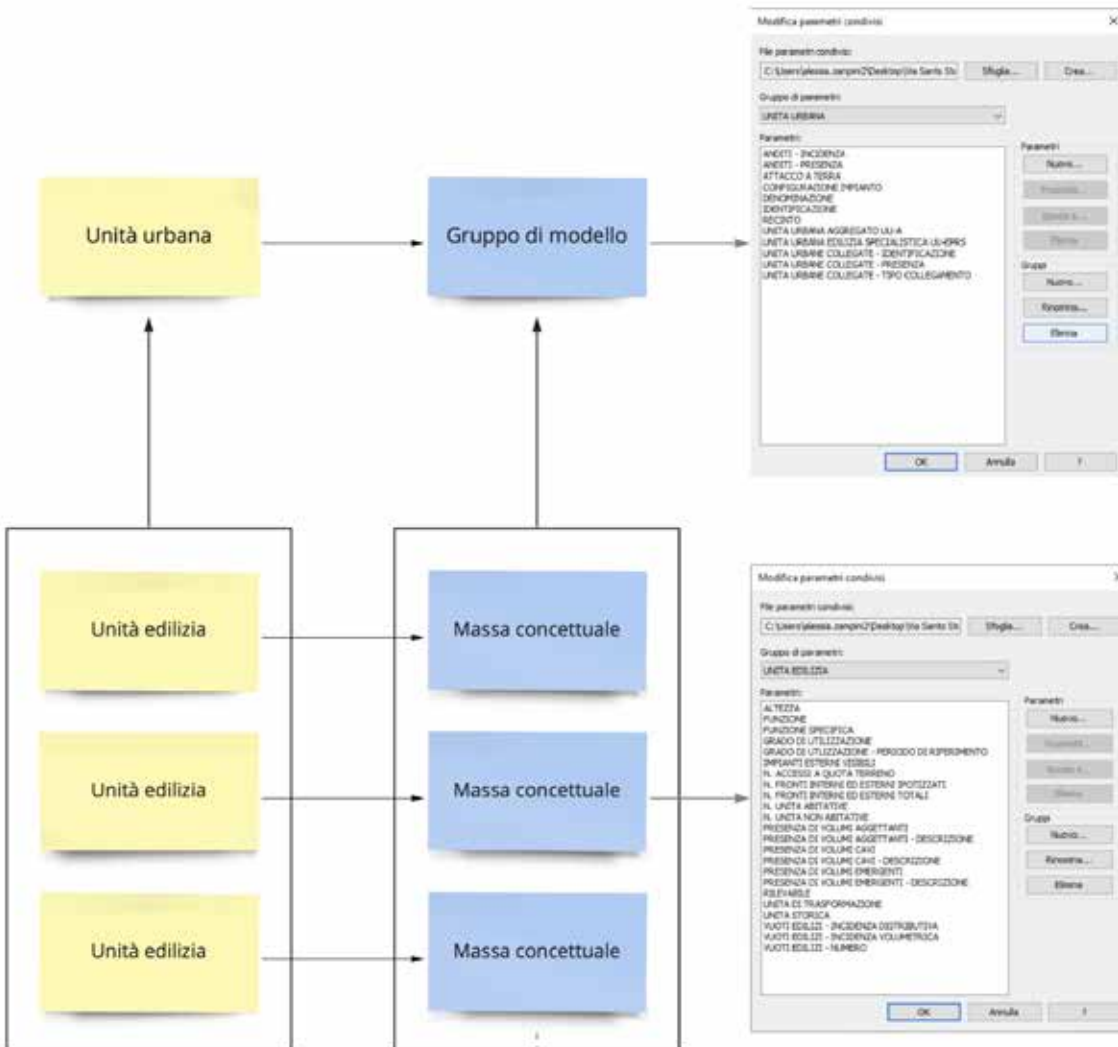 Modifica parametri condivisi
File parametri condivisi:
Sfoglia... Crea...
Gruppo di parametri:
UNITA URBANA
Parametri:
ANDITI - INCIDENZA
ANDITI - PRESENZA
ATTACCO A TERRA
CONFIGURAZIONE IMPIANTO
DENOMINAZIONE
IDENTIFICAZIONE
RECINTO
UNITA URBANA AGGREGATO UU-A
UNITA URBANA EDILIZIA SPECIALISTICA UU-EPRS
UNITA URBANE COLLEGATE - IDENTIFICAZIONE
UNITA URBANE COLLEGATE - PRESENZA
UNITA URBANE COLLEGATE - TIPO COLLEGAMENTO
Parametri
Nuovo...
Elimina
Gruppi
Nuovo...
Rinomina...
Elimina
OK Annulla ?
Unità urbana
Gruppo di modello
Unità edilizia
Massa concettuale
Unità edilizia
Massa concettuale
Unità edilizia
Massa concettuale
Modifica parametri condivisi
File parametri condivisi:
Sfoglia... Crea...
Gruppo di parametri:
UNITA EDILIZIA
Parametri:
ALTEZZA
FUNZIONE
FUNZIONE SPECIFICA
GRADO DI UTILIZZAZIONE
GRADO DI UTILIZZAZIONE - PERIODO DI RIFERIMENTO
IMPIANTI ESTERNI VISIBILI
N. ACCESSI A QUOTA TERRENO
N. FRONTI INTERNI ED ESTERNI IPOTIZZATI
N. FRONTI INTERNI ED ESTERNI TOTALI
N. UNITA ABITATIVE
N. UNITA NON ABITATIVE
PRESENZA DI VOLUMI AGGETTANTI
PRESENZA DI VOLUMI AGGETTANTI - DESCRIZIONE
PRESENZA DI VOLUMI CAVI
PRESENZA DI VOLUMI CAVI - DESCRIZIONE
PRESENZA DI VOLUMI EMERGENTI
PRESENZA DI VOLUMI EMERGENTI - DESCRIZIONE
RILEVABILE
UNITA DI TRASFORMAZIONE
UNITA STORICA
VUOTI EDILIZI - INCIDENZA DISTRIBUTIVA
VUOTI EDILIZI - INCIDENZA VOLUMETRICA
VUOTI EDILIZI - NUMERO
Parametri
Nuovo...
Elimina
Gruppi
Nuovo...
Rinomina...
Elimina
OK Annulla ?